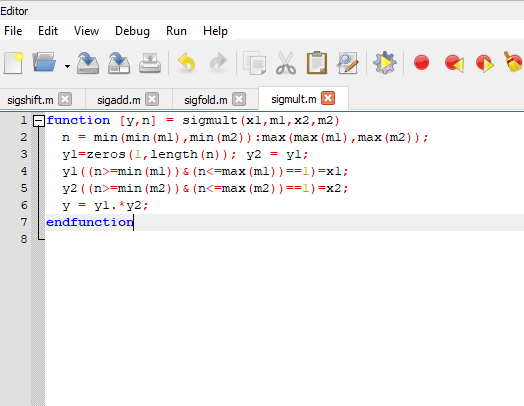 Editor
File Edit View Debug Run Help
sigshift.m sigadd.m sigfold.m sigmult.m
1 function [y,n] = sigmult(x1,m1,x2,m2)
2 n = min(min(m1),min(m2)):max(max(m1),max(m2));
3 y1=zeros(1,length(n)); y2 = y1;
4 y1((n>=min(m1))&(n<=max(m1))==1)=x1;
5 y2((n>=min(m2))&(n<=max(m2))==1)=x2;
6 y = y1.*y2;
7 endfunction
8